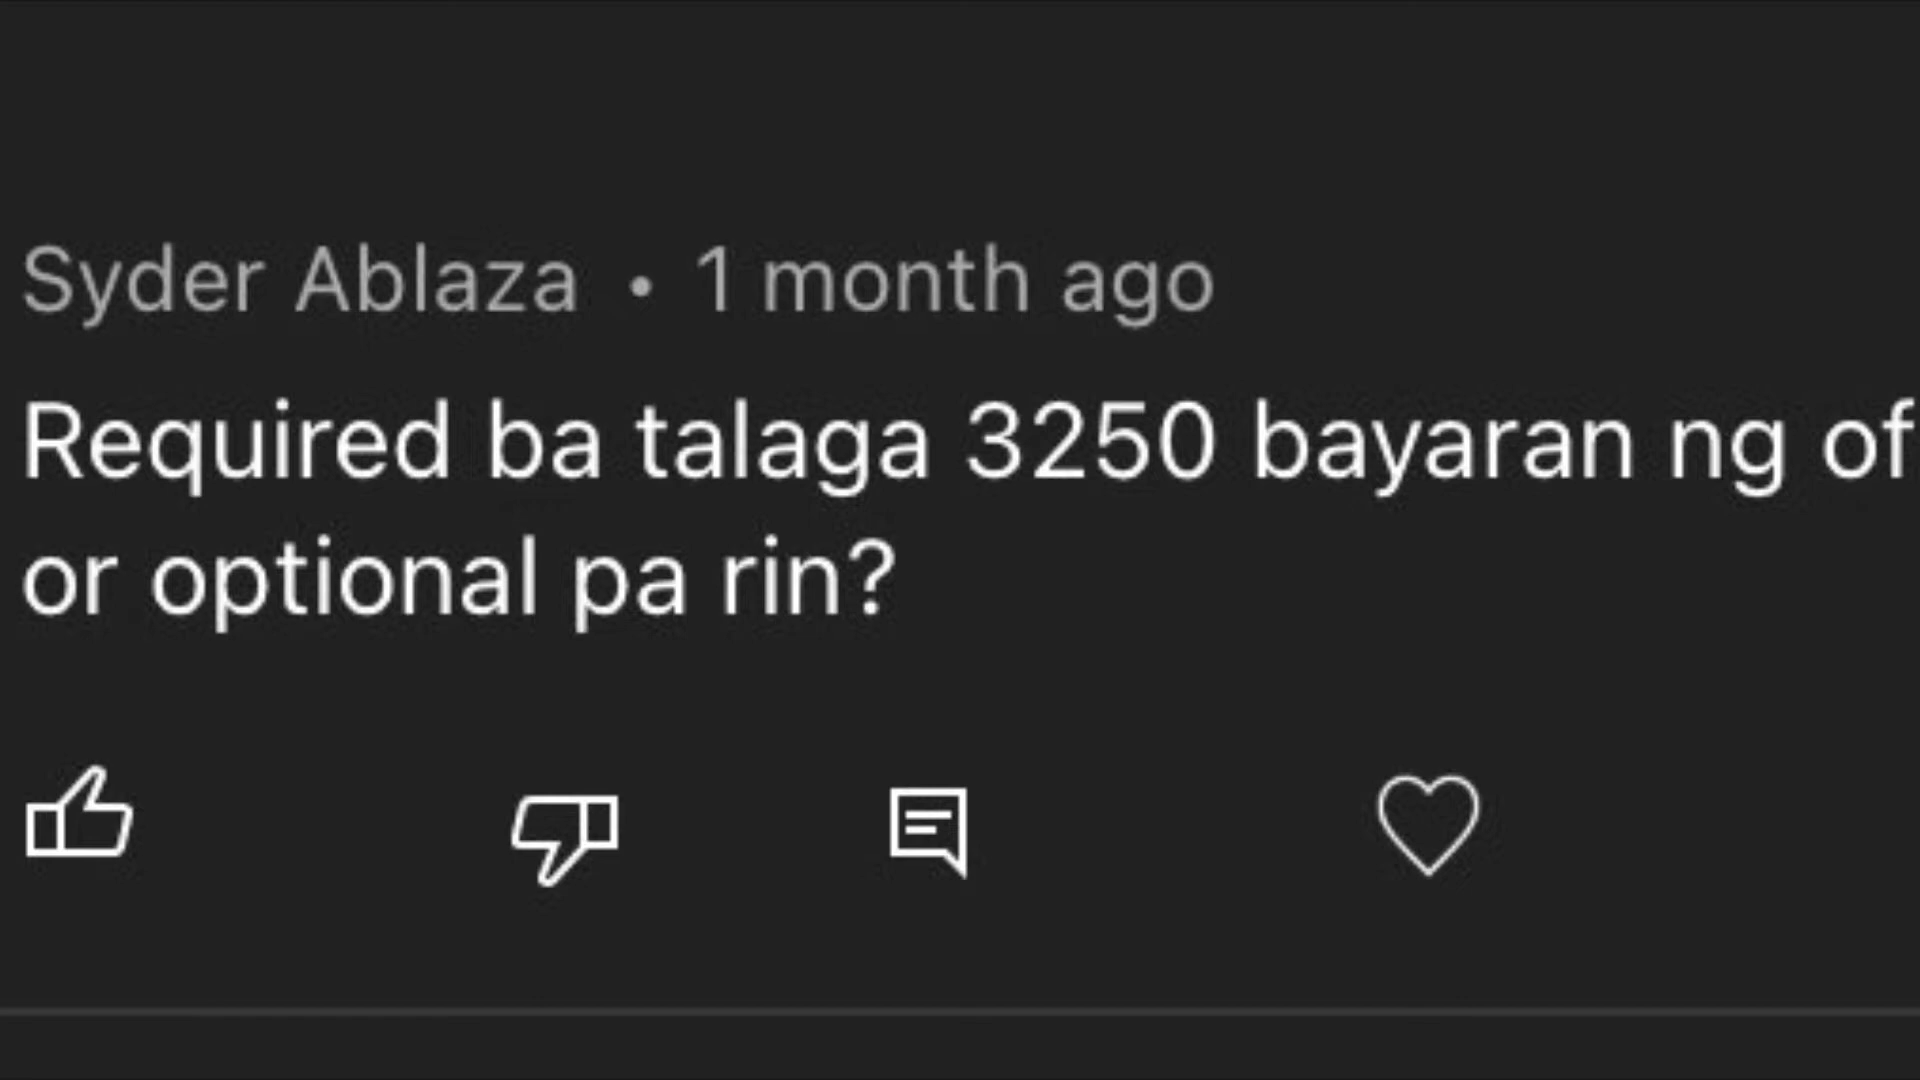 Syder Ablaza • 1 month ago
Required ba talaga 3250 bayaran ng of
or optional pa rin?